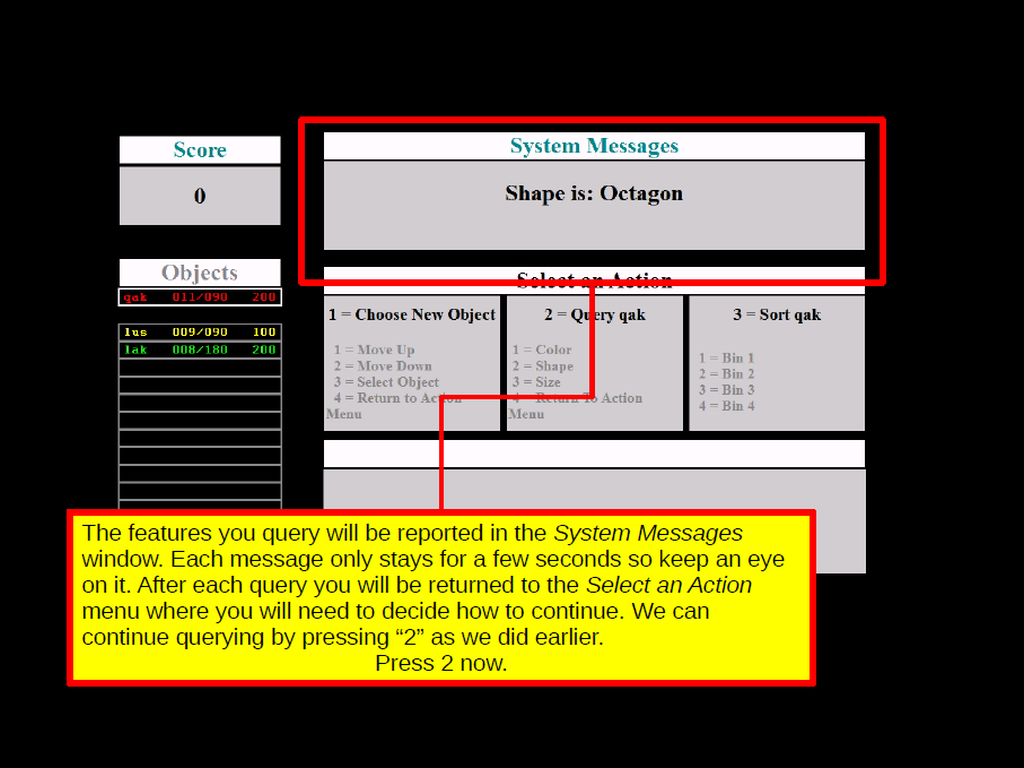 Score
0
System Messages
Shape is: Octagon
Objects
qak 011/090 200
lus 009/090 100
lak 008/180 200
Select an Action
1 = Choose New Object
1 = Move Up
2 = Move Down
3 = Select Object
4 = Return to Action
Menu
2 = Query qak
1 = Color
2 = Shape
3 = Size
4 = Return To Action
Menu
3 = Sort qak
1 = Bin 1
2 = Bin 2
3 = Bin 3
4 = Bin 4
The features you query will be reported in the System Messages
window. Each message only stays for a few seconds so keep an eye
on it. After each query you will be returned to the Select an Action
menu where you will need to decide how to continue. We can
continue querying by pressing “2” as we did earlier.
Press 2 now.